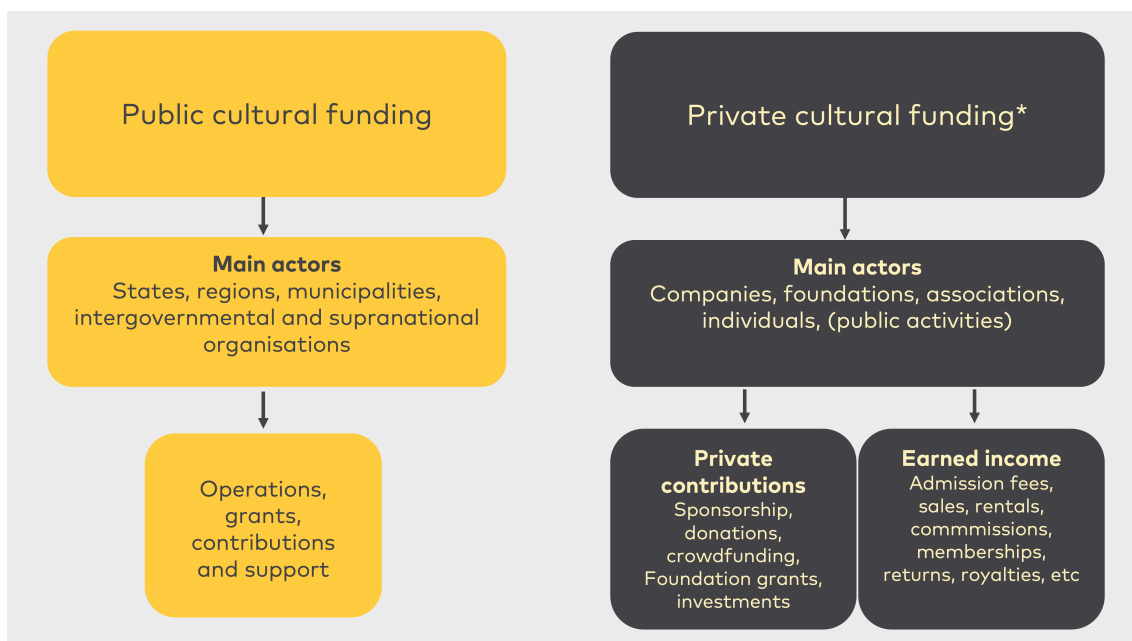 Public cultural funding
Main actors
States, regions, municipalities,
intergovernmental and supranational
organisations
Operations,
grants,
contributions
and support
Private cultural funding*
Main actors
Companies, foundations, associations,
individuals, (public activities)
Private
contributions
Sponsorship,
donations,
crowdfunding,
Foundation grants,
investments
Earned income
Admission fees,
sales, rentals,
commmissions,
memberships,
returns, royalties, etc